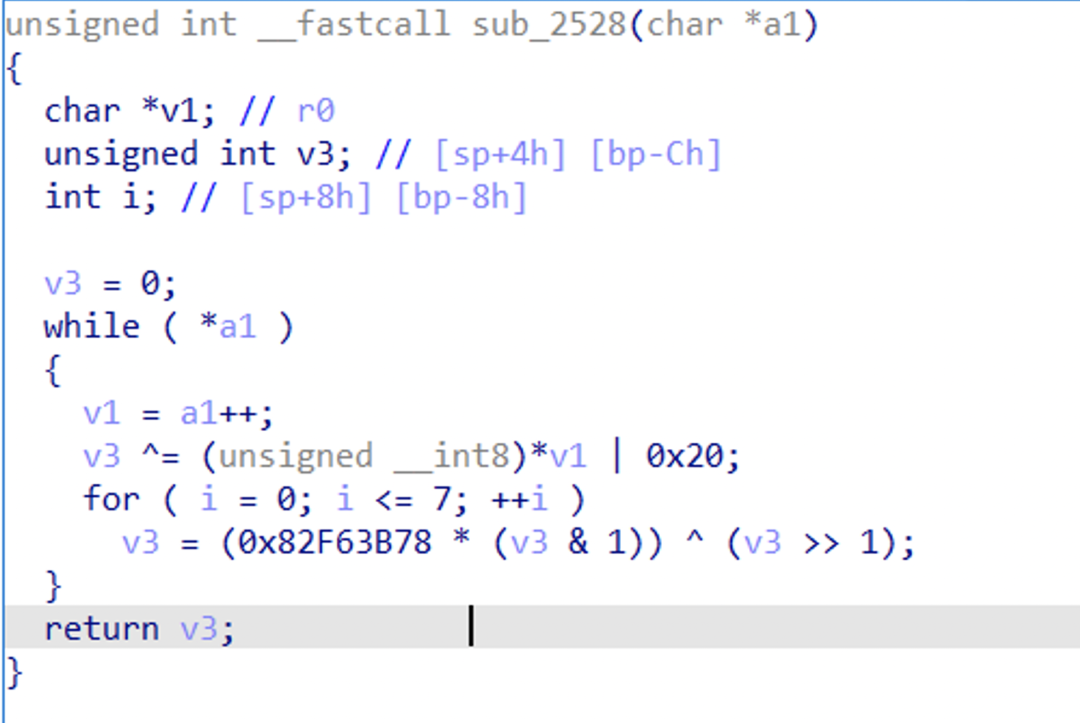 unsigned int __fastcall sub_2528(char *a1)
{
  char *v1; // r0
  unsigned int v3; // [sp+4h] [bp-Ch]
  int i; // [sp+8h] [bp-8h]

  v3 = 0;
  while ( *a1 )
  {
    v1 = a1++;
    v3 ^= (unsigned __int8)*v1 | 0x20;
    for ( i = 0; i <= 7; ++i )
      v3 = (0x82F63B78 * (v3 & 1)) ^ (v3 >> 1);
  }
  return v3;
}